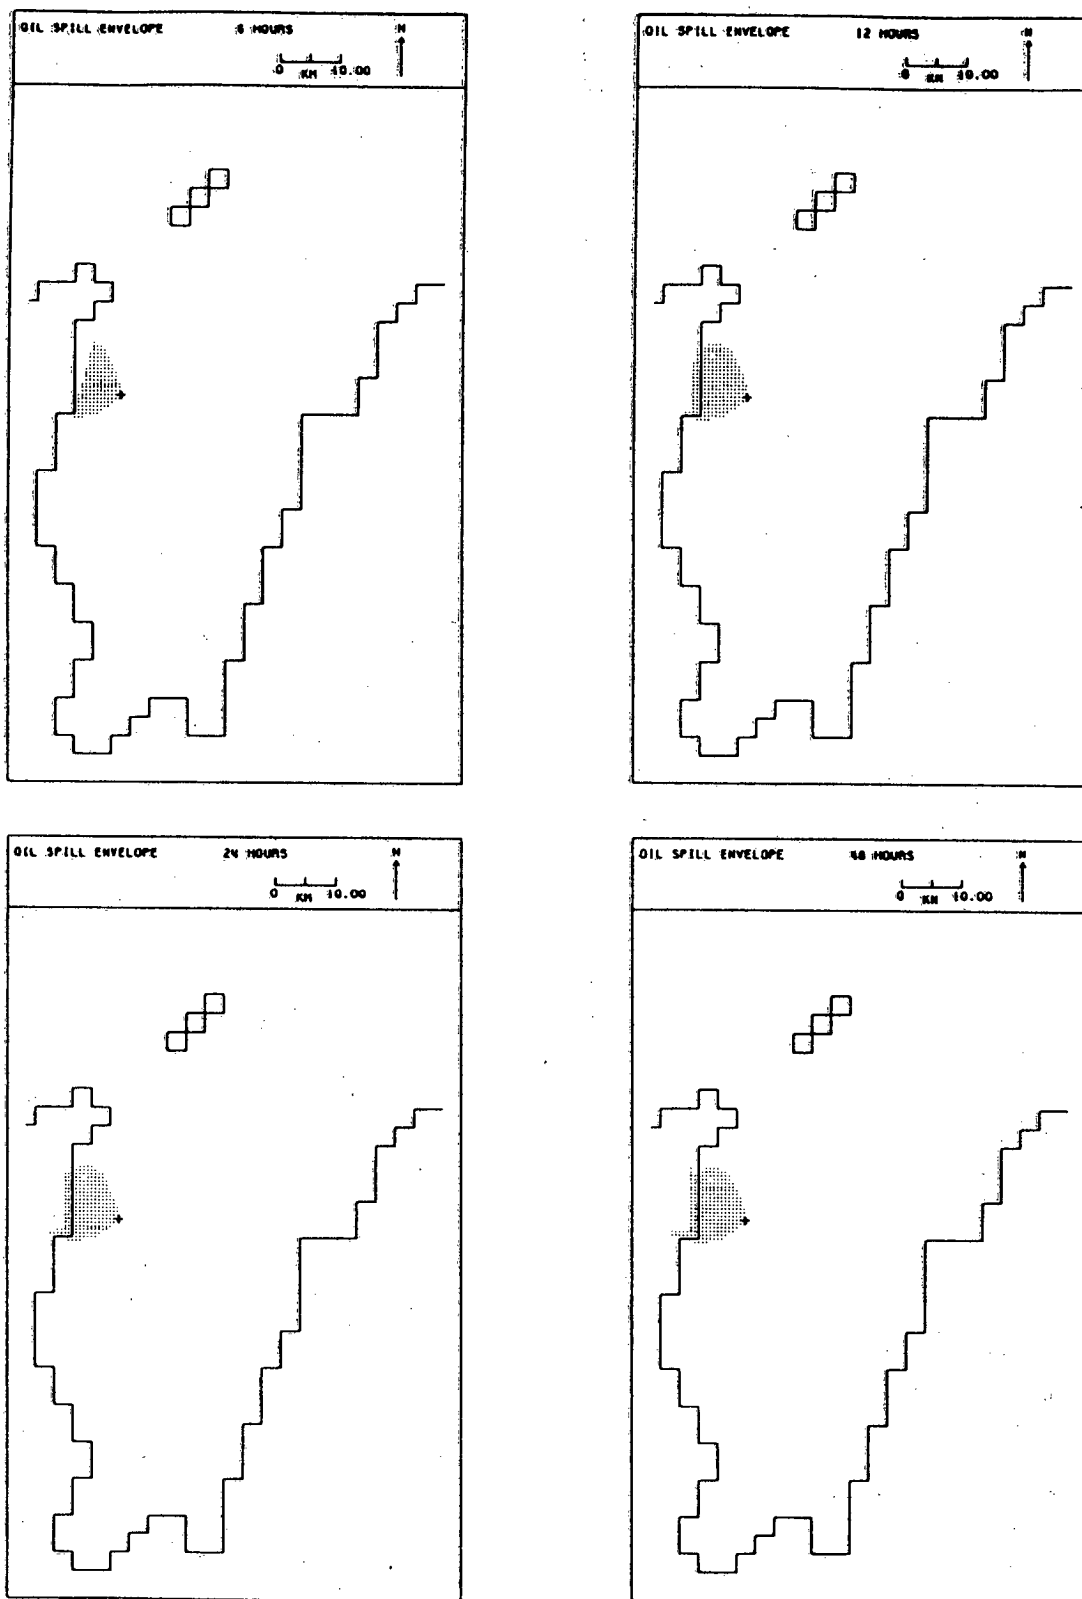 OIL SPILL ENVELOPE 6 HOURS N
0 KM 10.00
OIL SPILL ENVELOPE 12 HOURS N
0 KM 10.00
OIL SPILL ENVELOPE 24 HOURS N
0 KM 10.00
OIL SPILL ENVELOPE 48 HOURS N
0 KM 10.00